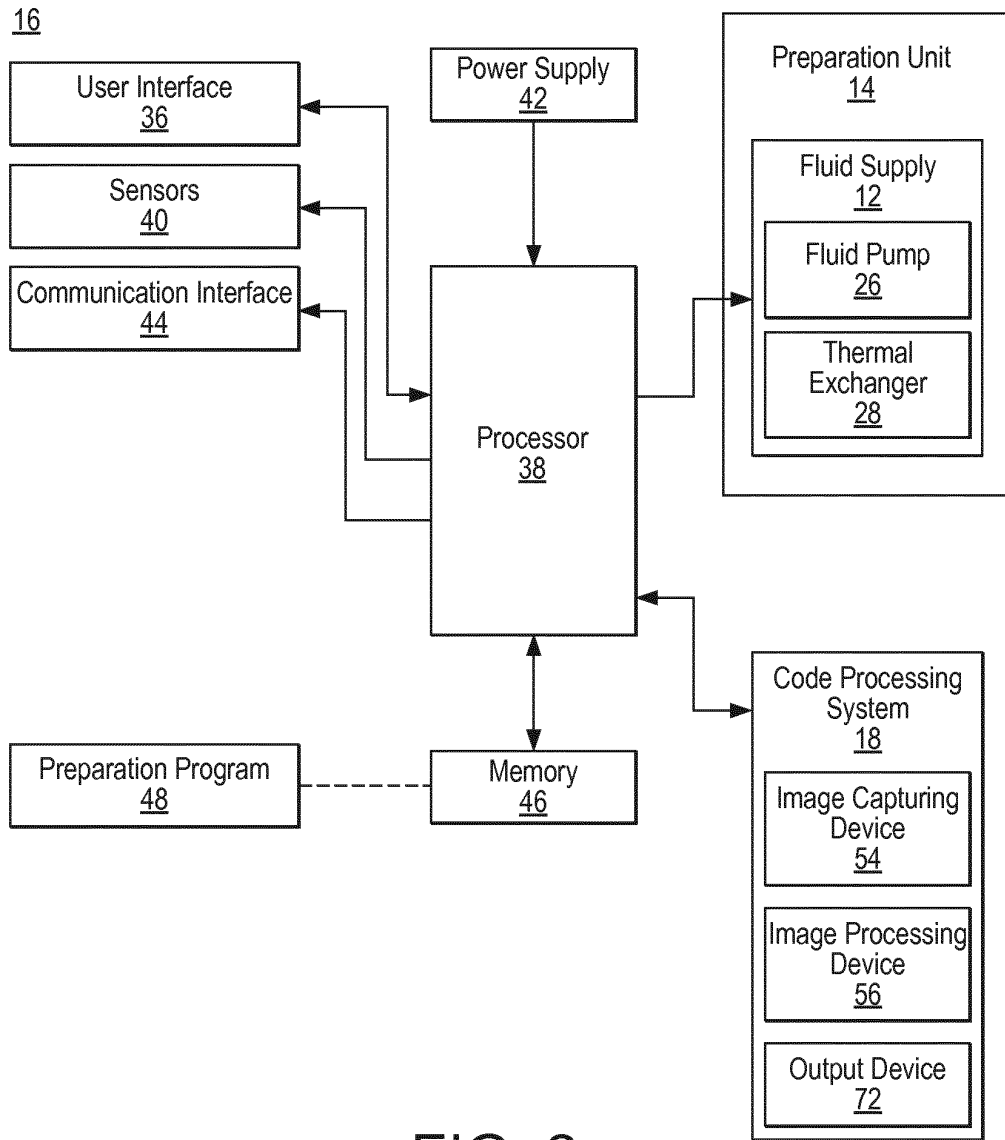 16
User Interface
36
Sensors
40
Communication Interface
44
Power Supply
42
Processor
38
Preparation Program
48
Memory
46
Preparation Unit
14
Fluid Supply
12
Fluid Pump
26
Thermal
Exchanger
28
Code Processing
System
18
Image Capturing
Device
54
Image Processing
Device
56
Output Device
72
FIG.